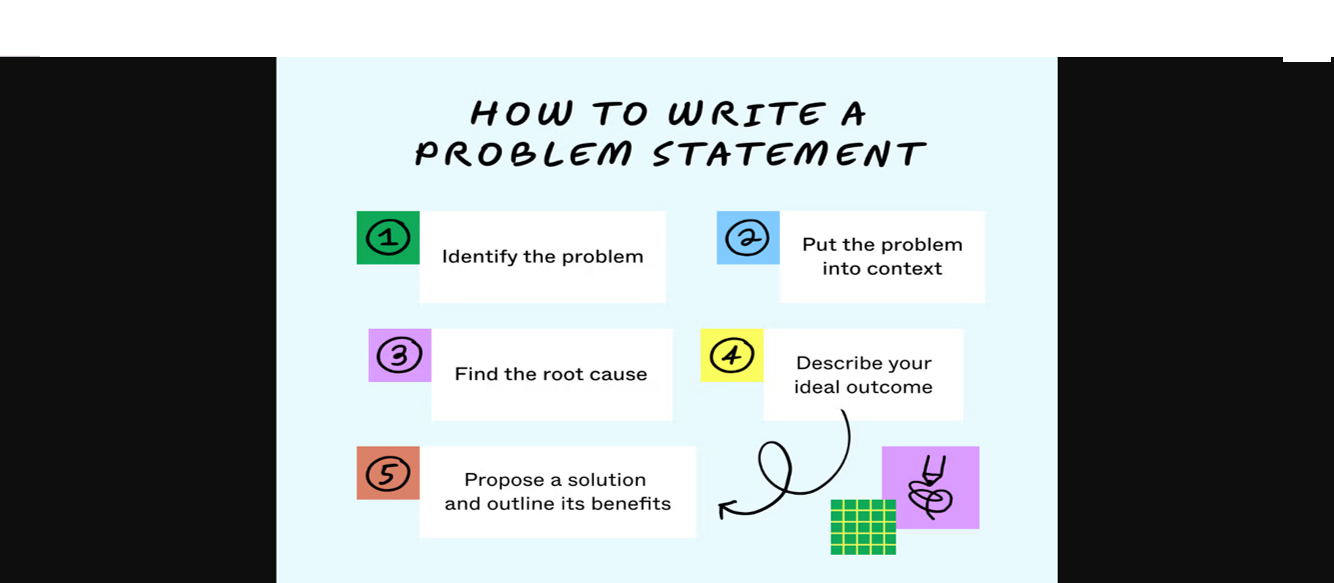 HOW TO WRITE A
PROBLEM STATEMENT
1
Identify the problem
2
Put the problem
into context
3
Find the root cause
4
Describe your
ideal outcome
5
Propose a solution
and outline its benefits